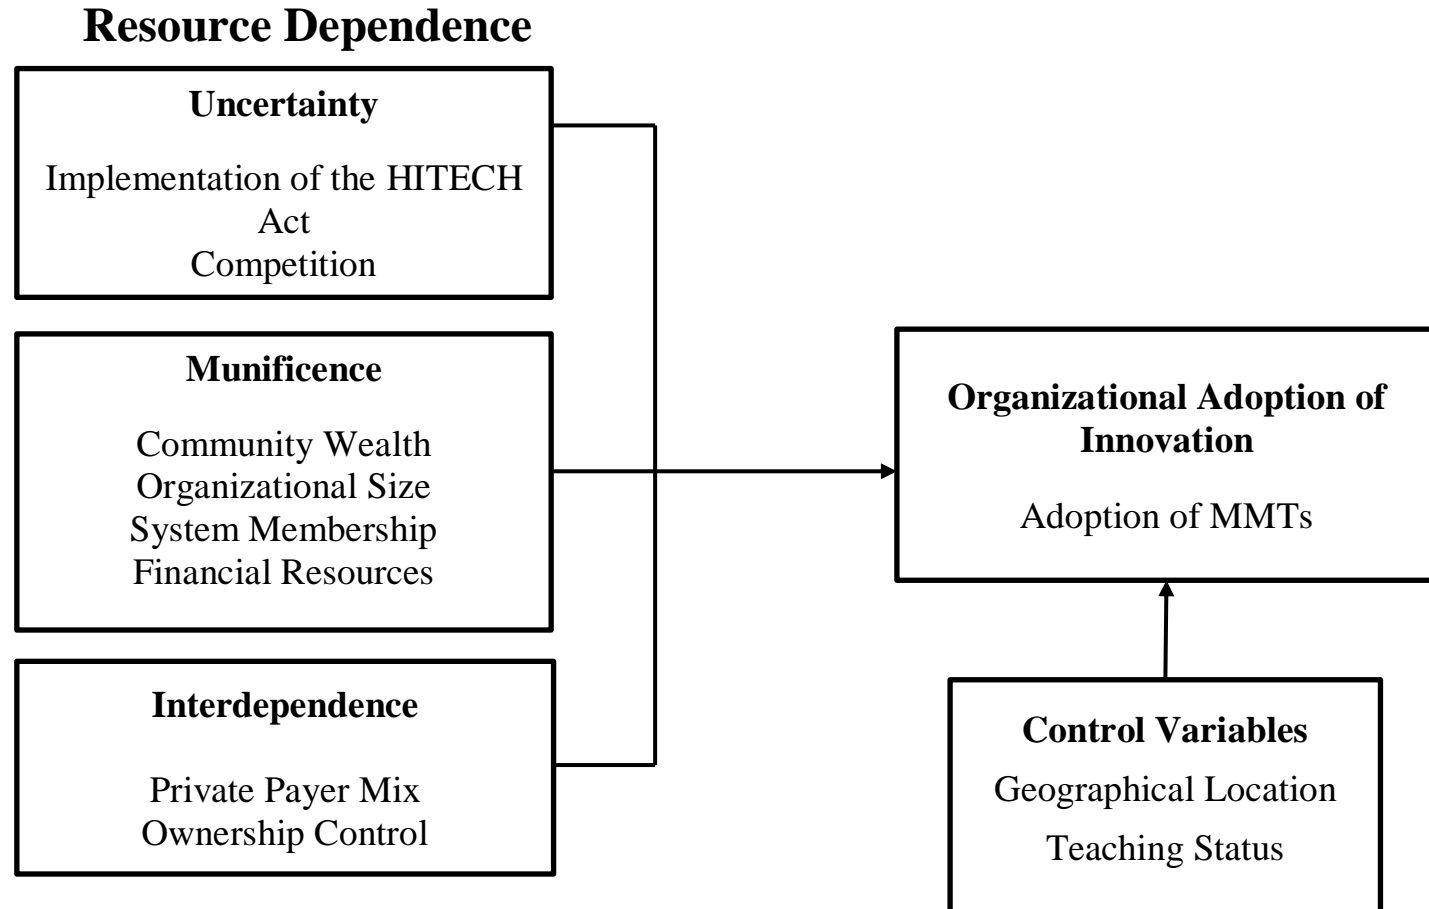 Resource Dependence
Uncertainty
Implementation of the HITECH
Act
Competition
Munificence
Community Wealth
Organizational Size
System Membership
Financial Resources
Interdependence
Private Payer Mix
Ownership Control
Organizational Adoption of
Innovation
Adoption of MMTs
Control Variables
Geographical Location
Teaching Status